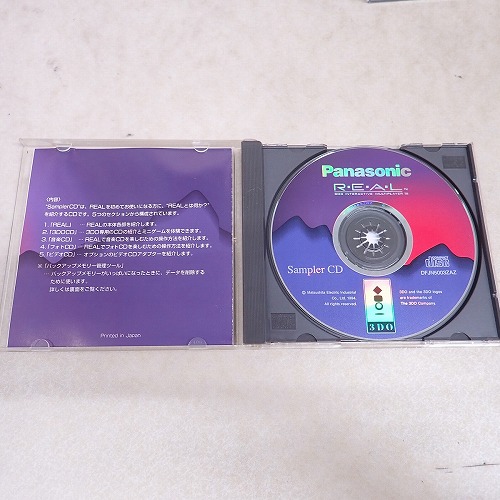 〈内容〉
"SamplerCD"は、REALを初めてお使いになる方に、"REALとは何か?"
を紹介するCDです。5つのセクションから構成されています。
1.「REAL」 … REALの本体各部を紹介します。
2.「3DOCD」… 3DO専用のCDの紹介とミニゲームを体験できます。
3.「音楽CD」… REALで音楽CDを楽しむための操作方法を紹介します。
4.「フォトCD」… REALでフォトCDを楽しむための操作方法を紹介します。
5.「ビデオCD」… オプションのビデオCDアダプターを紹介します。
※「バックアップメモリー管理ツール」
… バックアップメモリーがいっぱいになったときに、データを削除する
ために使います。
詳しくは裏面をご覧ください。
Printed in Japan
Panasonic
R·E·A·L™
3DO INTERACTIVE MULTIPLAYER
Sampler CD
COMPACT
disc
DFJN5003ZAZ
© Matsushita Electric Industrial
Co., Ltd. 1994.
All rights reserved.
3DO
3DO and the 3DO logos
are trademarks of
The 3DO Company.